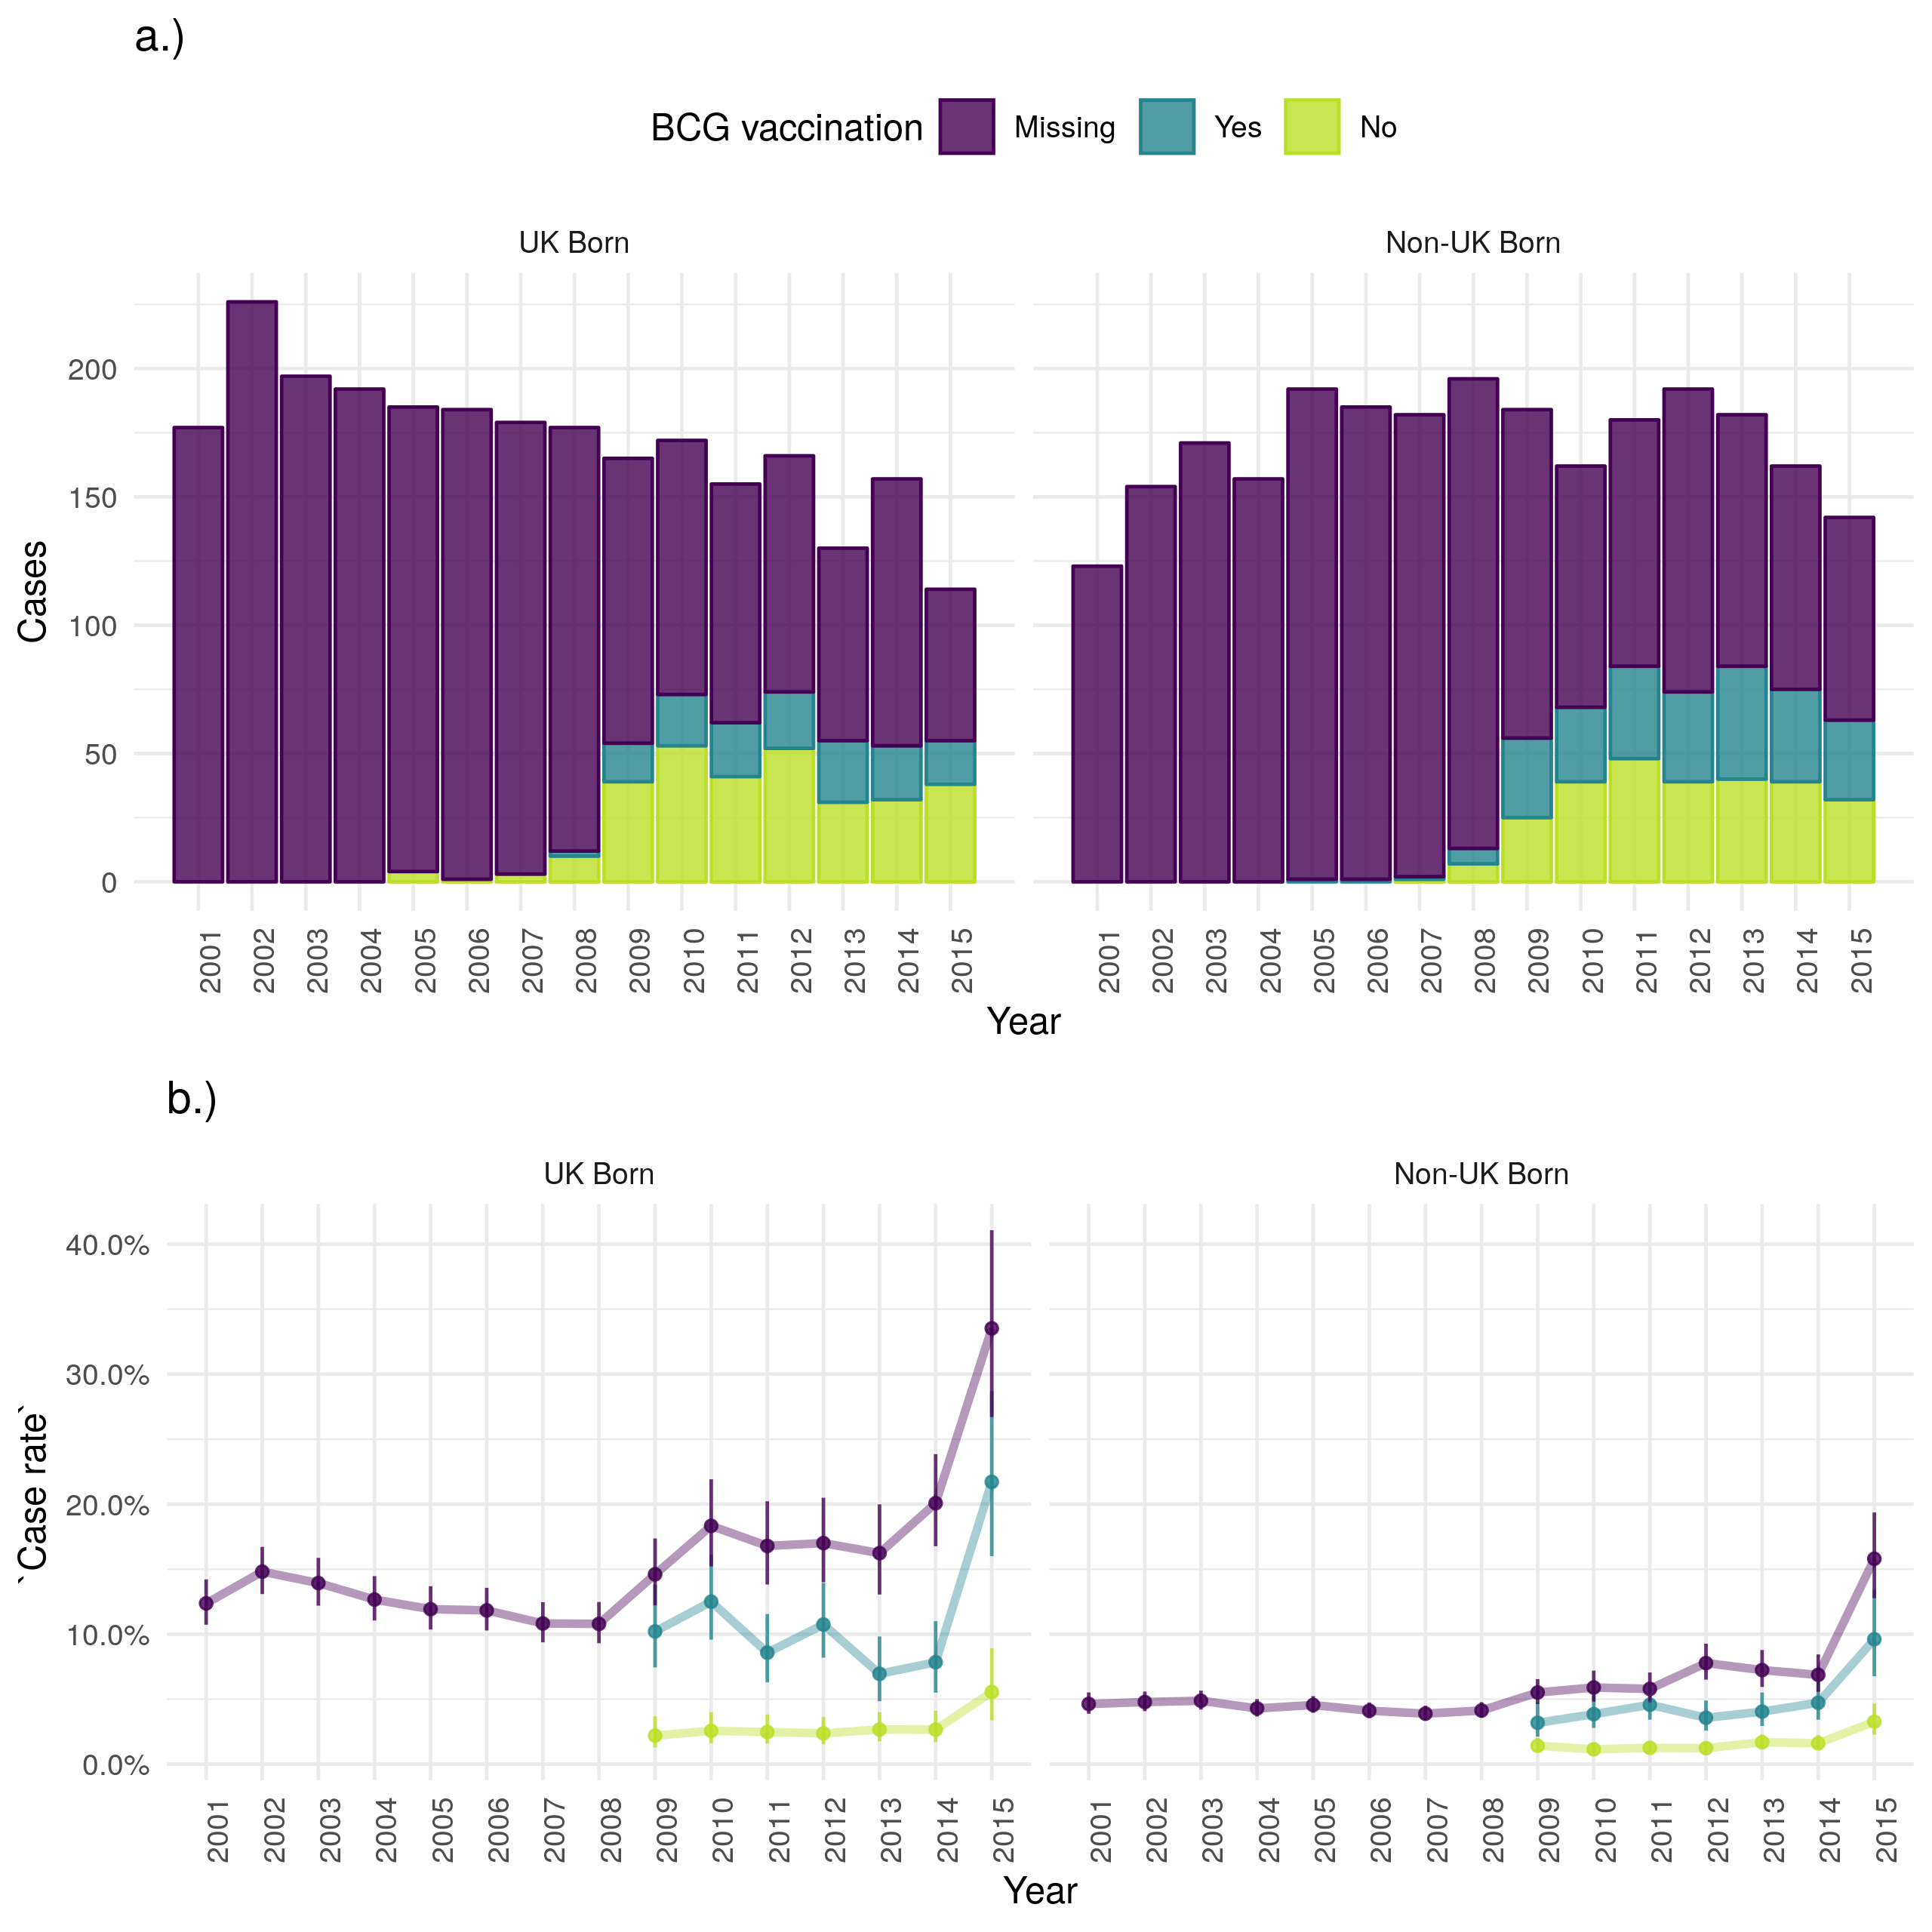 a.)
BCG vaccination Missing Yes No
UK Born Non-UK Born
Cases
200
150
100
50
0
2001 2002 2003 2004 2005 2006 2007 2008 2009 2010 2011 2012 2013 2014 2015 2001 2002 2003 2004 2005 2006 2007 2008 2009 2010 2011 2012 2013 2014 2015
Year
b.)
UK Born Non-UK Born
`Case rate`
40.0%
30.0%
20.0%
10.0%
0.0%
2001 2002 2003 2004 2005 2006 2007 2008 2009 2010 2011 2012 2013 2014 2015 2001 2002 2003 2004 2005 2006 2007 2008 2009 2010 2011 2012 2013 2014 2015
Year